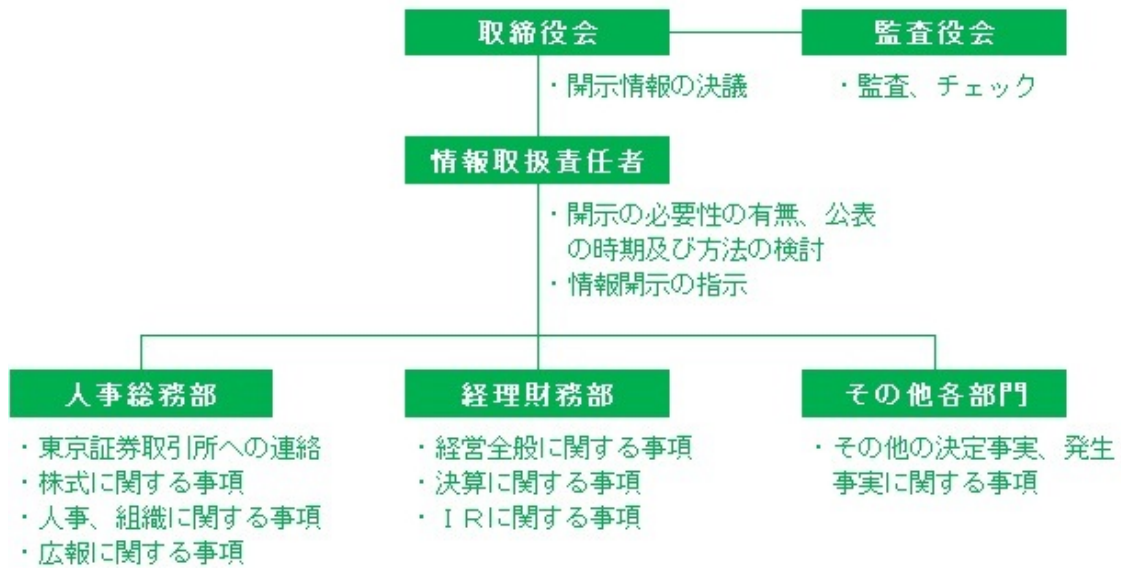 取締役会
監査役会
・開示情報の決議
・監査、チェック
情報取扱責任者
・開示の必要性の有無、公表
の時期及び方法の検討
・情報開示の指示
人事総務部
経理財務部
その他各部門
・東京証券取引所への連絡
・株式に関する事項
・人事、組織に関する事項
・広報に関する事項
・経営全般に関する事項
・決算に関する事項
・ＩＲに関する事項
・その他の決定事実、発生
事実に関する事項